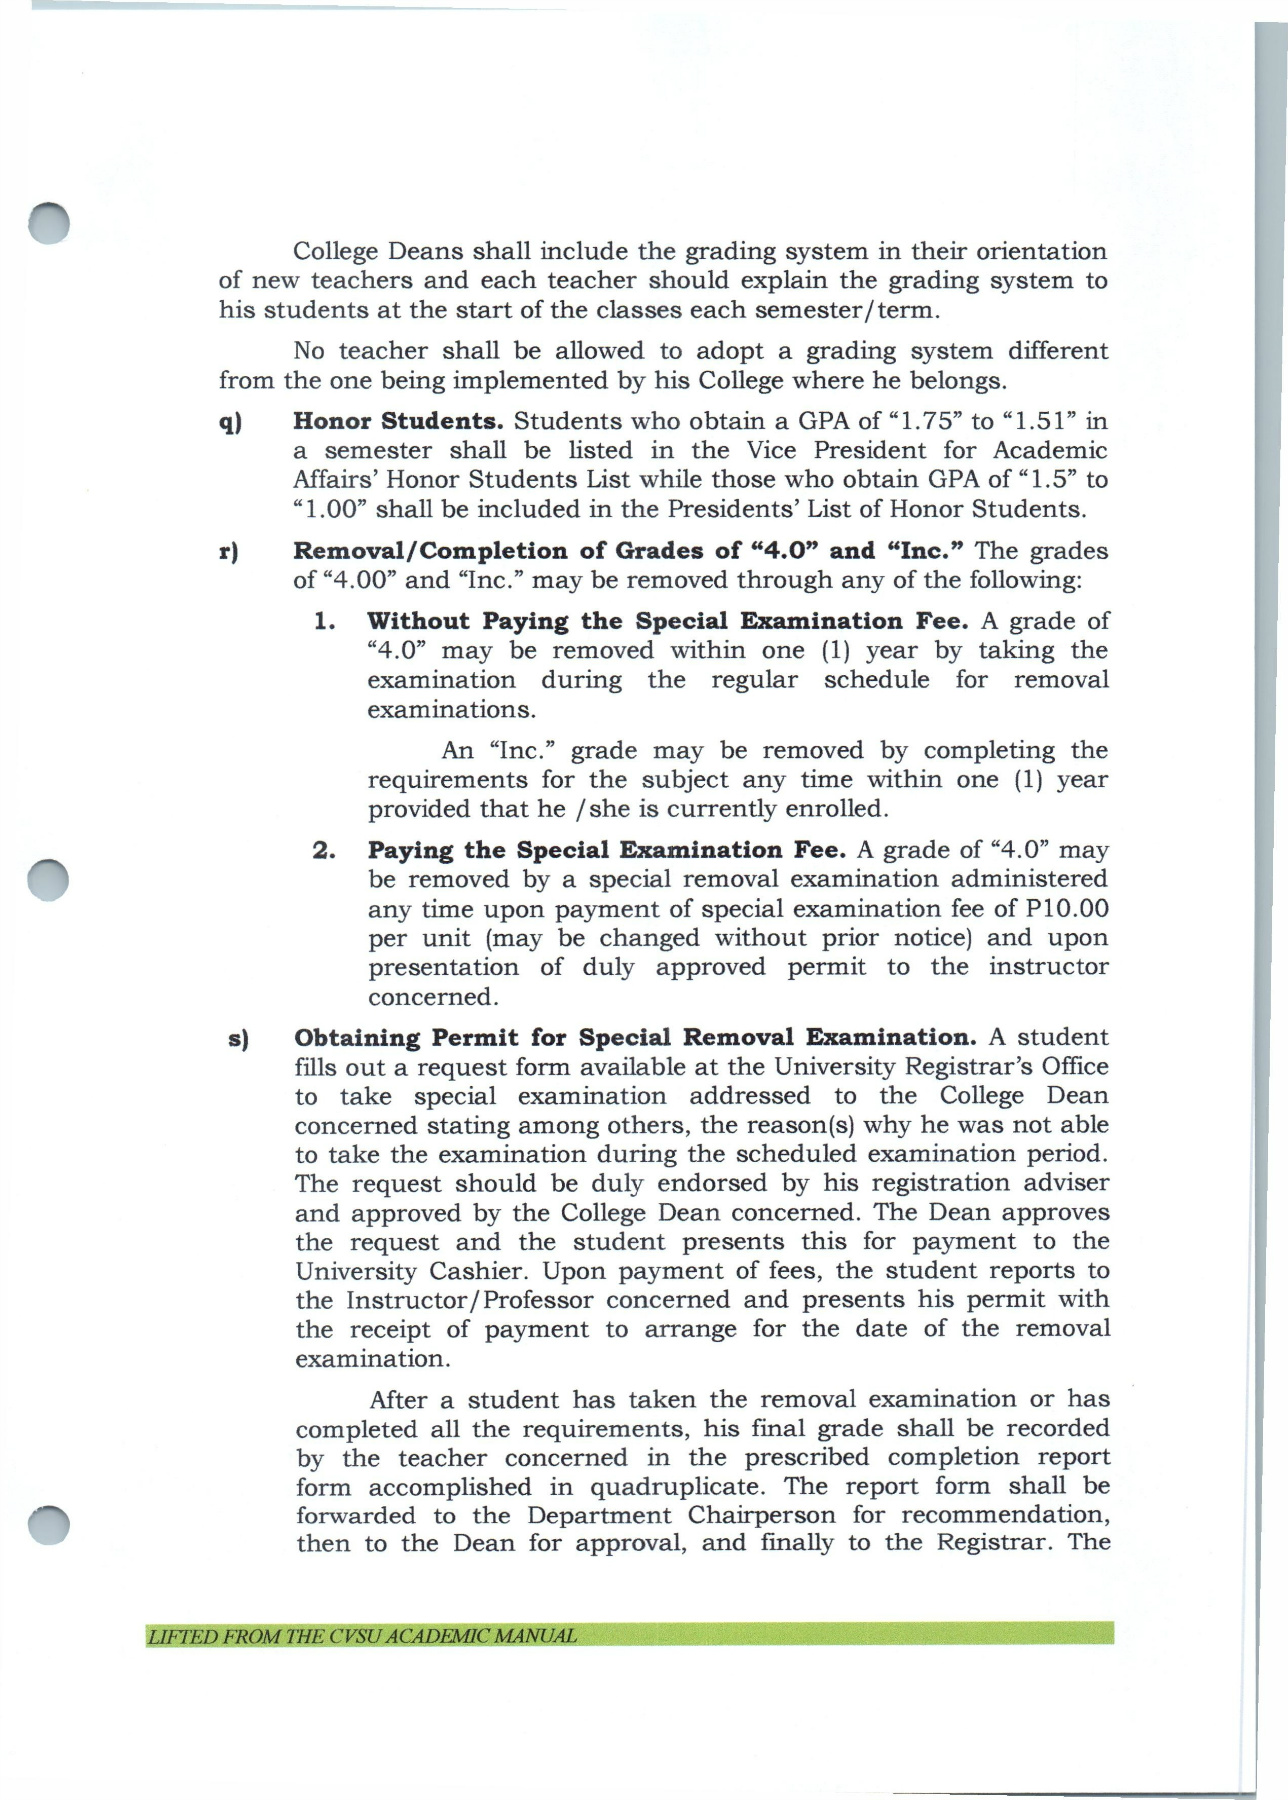 College Deans shall include the grading system in their orientation
of new teachers and each teacher should explain the grading system to
his students at the start of the classes each semester/term.
No teacher shall be allowed to adopt a grading system different
from the one being implemented by his College where he belongs.
q) Honor Students. Students who obtain a GPA of “1.75” to “1.51” in
a semester shall be listed in the Vice President for Academic
Affairs’ Honor Students List while those who obtain GPA of “1.5” to
“1.00” shall be included in the Presidents’ List of Honor Students.
r) Removal/Completion of Grades of “4.0” and “Inc.” The grades
of “4.00” and “Inc.” may be removed through any of the following:
1. Without Paying the Special Examination Fee. A grade of
“4.0” may be removed within one (1) year by taking the
examination during the regular schedule for removal
examinations.
An “Inc.” grade may be removed by completing the
requirements for the subject any time within one (1) year
provided that he /she is currently enrolled.
2. Paying the Special Examination Fee. A grade of “4.0” may
be removed by a special removal examination administered
any time upon payment of special examination fee of P10.00
per unit (may be changed without prior notice) and upon
presentation of duly approved permit to the instructor
concerned.
s) Obtaining Permit for Special Removal Examination. A student
fills out a request form available at the University Registrar’s Office
to take special examination addressed to the College Dean
concerned stating among others, the reason(s) why he was not able
to take the examination during the scheduled examination period.
The request should be duly endorsed by his registration adviser
and approved by the College Dean concerned. The Dean approves
the request and the student presents this for payment to the
University Cashier. Upon payment of fees, the student reports to
the Instructor/Professor concerned and presents his permit with
the receipt of payment to arrange for the date of the removal
examination.
After a student has taken the removal examination or has
completed all the requirements, his final grade shall be recorded
by the teacher concerned in the prescribed completion report
form accomplished in quadruplicate. The report form shall be
forwarded to the Department Chairperson for recommendation,
then to the Dean for approval, and finally to the Registrar. The
LIFTED FROM THE CVSU ACADEMIC MANUAL